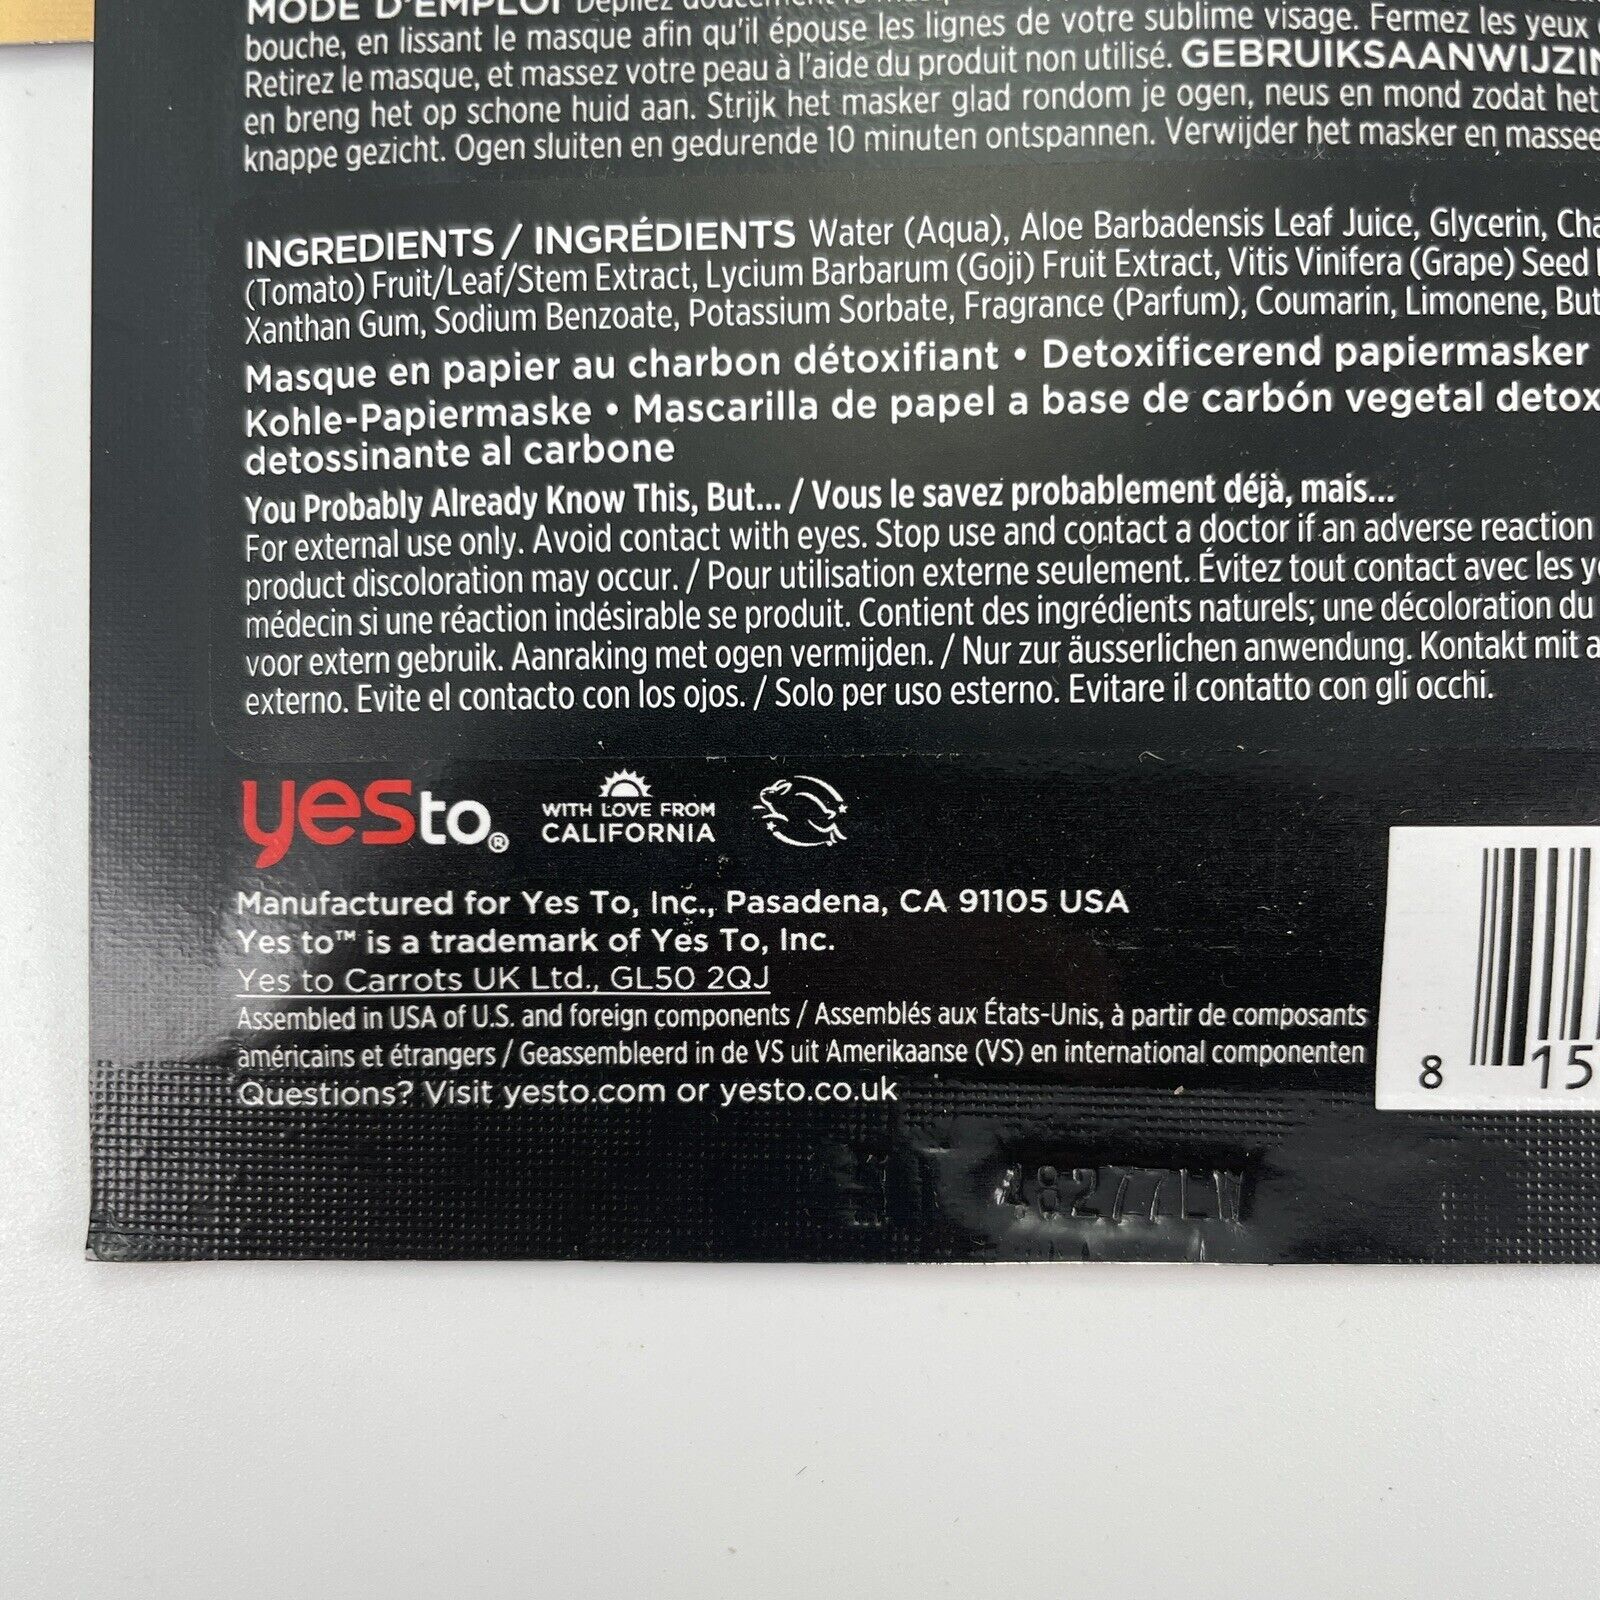 MODE D'EMPLOI Dépliez doucement le
bouche, en lissant le masque afin qu'il épouse les lignes de votre sublime visage. Fermez les yeux
Retirez le masque, et massez votre peau à l'aide du produit non utilisé. GEBRUIKSAANWIJZIN
en breng het op schone huid aan. Strijk het masker glad rondom je ogen, neus en mond zodat het
knappe gezicht. Ogen sluiten en gedurende 10 minuten ontspannen. Verwijder het masker en massee
INGREDIENTS / INGRÉDIENTS Water (Aqua), Aloe Barbadensis Leaf Juice, Glycerin, Cha
(Tomato) Fruit/Leaf/Stem Extract, Lycium Barbarum (Goji) Fruit Extract, Vitis Vinifera (Grape) Seed
Xanthan Gum, Sodium Benzoate, Potassium Sorbate, Fragrance (Parfum), Coumarin, Limonene, But
Masque en papier au charbon détoxifiant • Detoxificerend papiermasker
Kohle-Papiermaske • Mascarilla de papel a base de carbón vegetal detox
detossinante al carbone
You Probably Already Know This, But... / Vous le savez probablement déjà, mais...
For external use only. Avoid contact with eyes. Stop use and contact a doctor if an adverse reaction
product discoloration may occur. / Pour utilisation externe seulement. Évitez tout contact avec les y
médecin si une réaction indésirable se produit. Contient des ingrédients naturels; une décoloration du
voor extern gebruik. Aanraking met ogen vermijden. / Nur zur äusserlichen anwendung. Kontakt mit a
externo. Evite el contacto con los ojos. / Solo per uso esterno. Evitare il contatto con gli occhi.
yesto®
WITH LOVE FROM
CALIFORNIA
Manufactured for Yes To, Inc., Pasadena, CA 91105 USA
Yes to™ is a trademark of Yes To, Inc.
Yes to Carrots UK Ltd., GL50 2QJ
Assembled in USA of U.S. and foreign components / Assemblés aux États-Unis, à partir de composants
américains et étrangers / Geassembleerd in de VS uit Amerikaanse (VS) en international componenten
Questions? Visit yesto.com or yesto.co.uk
8 15
48277LW